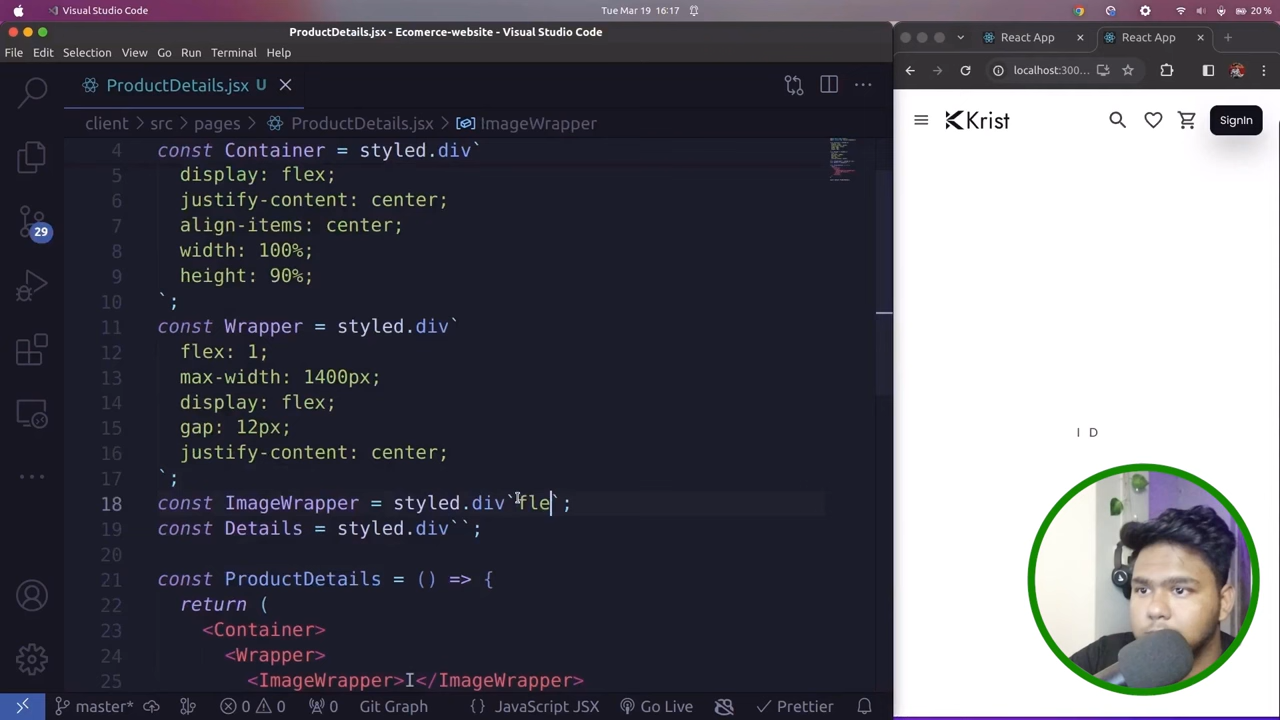 Visual Studio Code
Tue Mar 19 16:17
20 %
ProductDetails.jsx - Ecomerce-website - Visual Studio Code
File Edit Selection View Go Run Terminal Help
React App
React App
ProductDetails.jsx U
localhost:300...
client > src > pages > ProductDetails.jsx > ImageWrapper
Krist
SignIn
4 const Container = styled.div`
5 display: flex;
6 justify-content: center;
7 align-items: center;
8 width: 100%;
9 height: 90%;
10 `;
11 const Wrapper = styled.div`
12 flex: 1;
13 max-width: 1400px;
14 display: flex;
15 gap: 12px;
16 justify-content: center;
17 `;
18 const ImageWrapper = styled.div`fle`;
19 const Details = styled.div``;
20
21 const ProductDetails = () => {
22 return (
23 <Container>
24 <Wrapper>
25 <ImageWrapper>I</ImageWrapper>
29
I D
master* 0 0 0 Git Graph {} JavaScript JSX Go Live Prettier